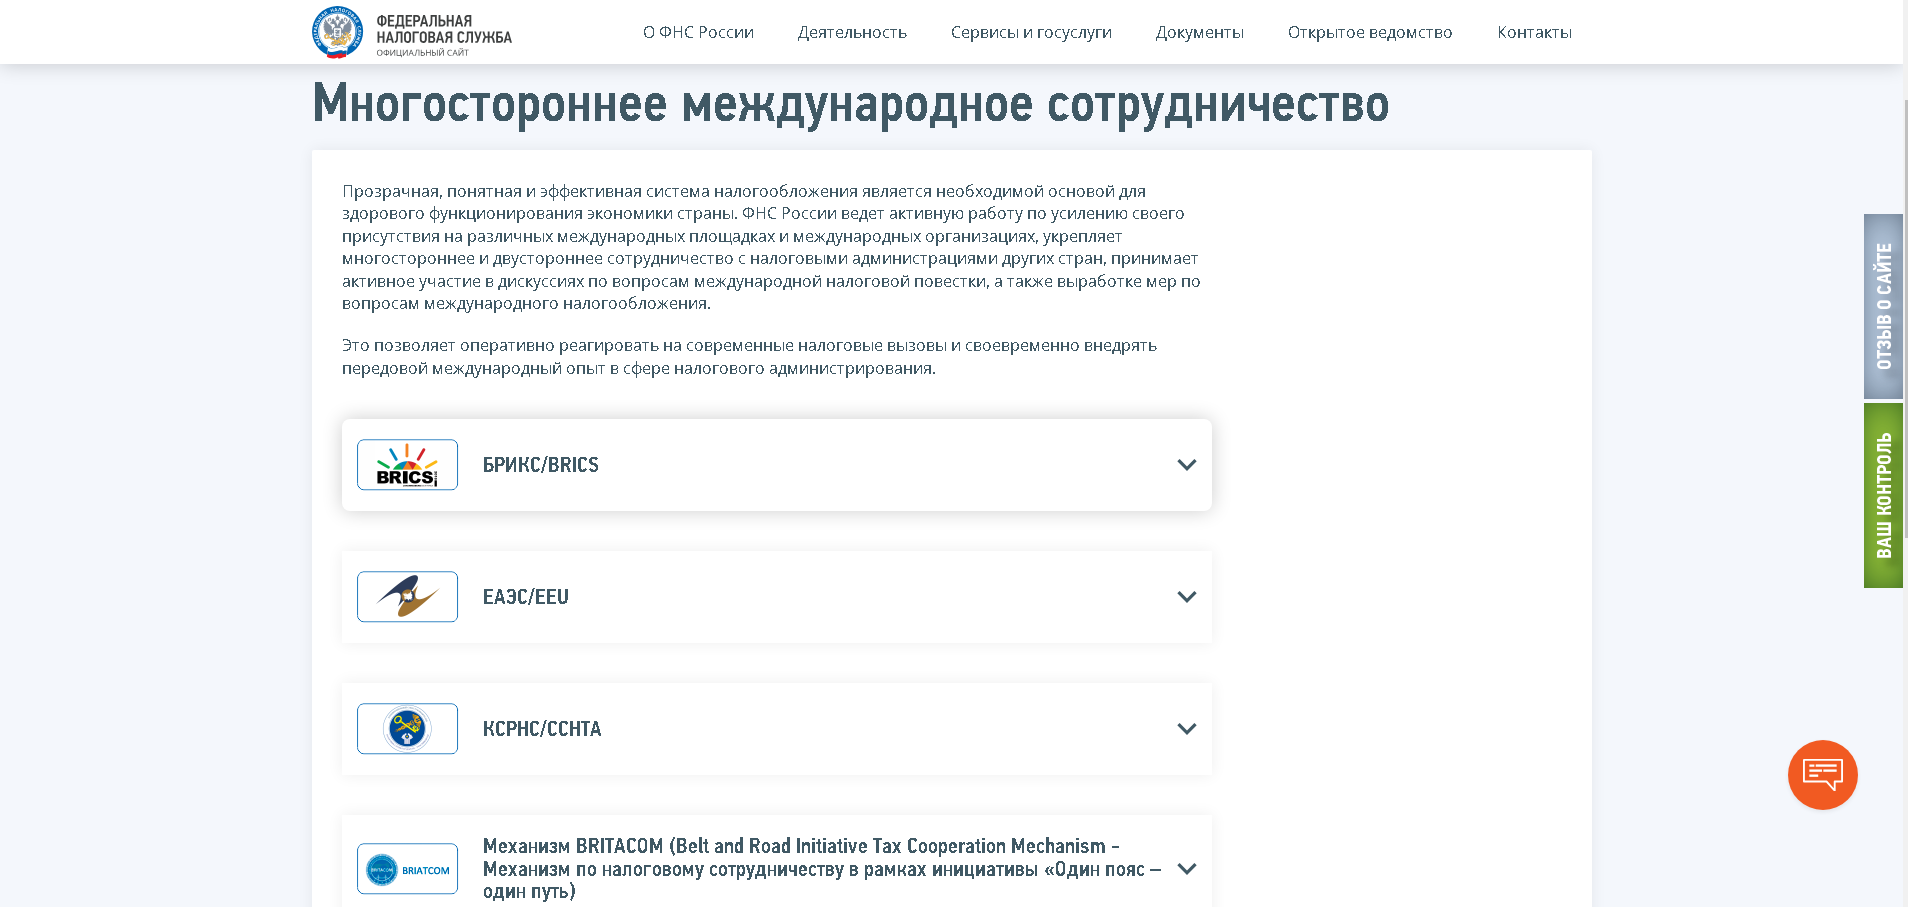 ФЕДЕРАЛЬНАЯ
НАЛОГОВАЯ СЛУЖБА
ОФИЦИАЛЬНЫЙ САЙТ
О ФНС России
Деятельность
Сервисы и госуслуги
Документы
Открытое ведомство
Контакты
Многостороннее международное сотрудничество
Прозрачная, понятная и эффективная система налогообложения является необходимой основой для
здорового функционирования экономики страны. ФНС России ведет активную работу по усилению своего
присутствия на различных международных площадках и международных организациях, укрепляет
многостороннее и двустороннее сотрудничество с налоговыми администрациями других стран, принимает
активное участие в дискуссиях по вопросам международной налоговой повестки, а также выработке мер по
вопросам международного налогообложения.
Это позволяет оперативно реагировать на современные налоговые вызовы и своевременно внедрять
передовой международный опыт в сфере налогового администрирования.
BRICS
БРИКС/BRICS
ЕАЭС/EEU
КСРНС/CCHTA
BRITACOM
BRIATCOM
Механизм BRITACOM (Belt and Road Initiative Tax Cooperation Mechanism -
Механизм по налоговому сотрудничеству в рамках инициативы «Один пояс –
один путь)
ОТЗЫВ О САЙТЕ
ВАШ КОНТРОЛЬ